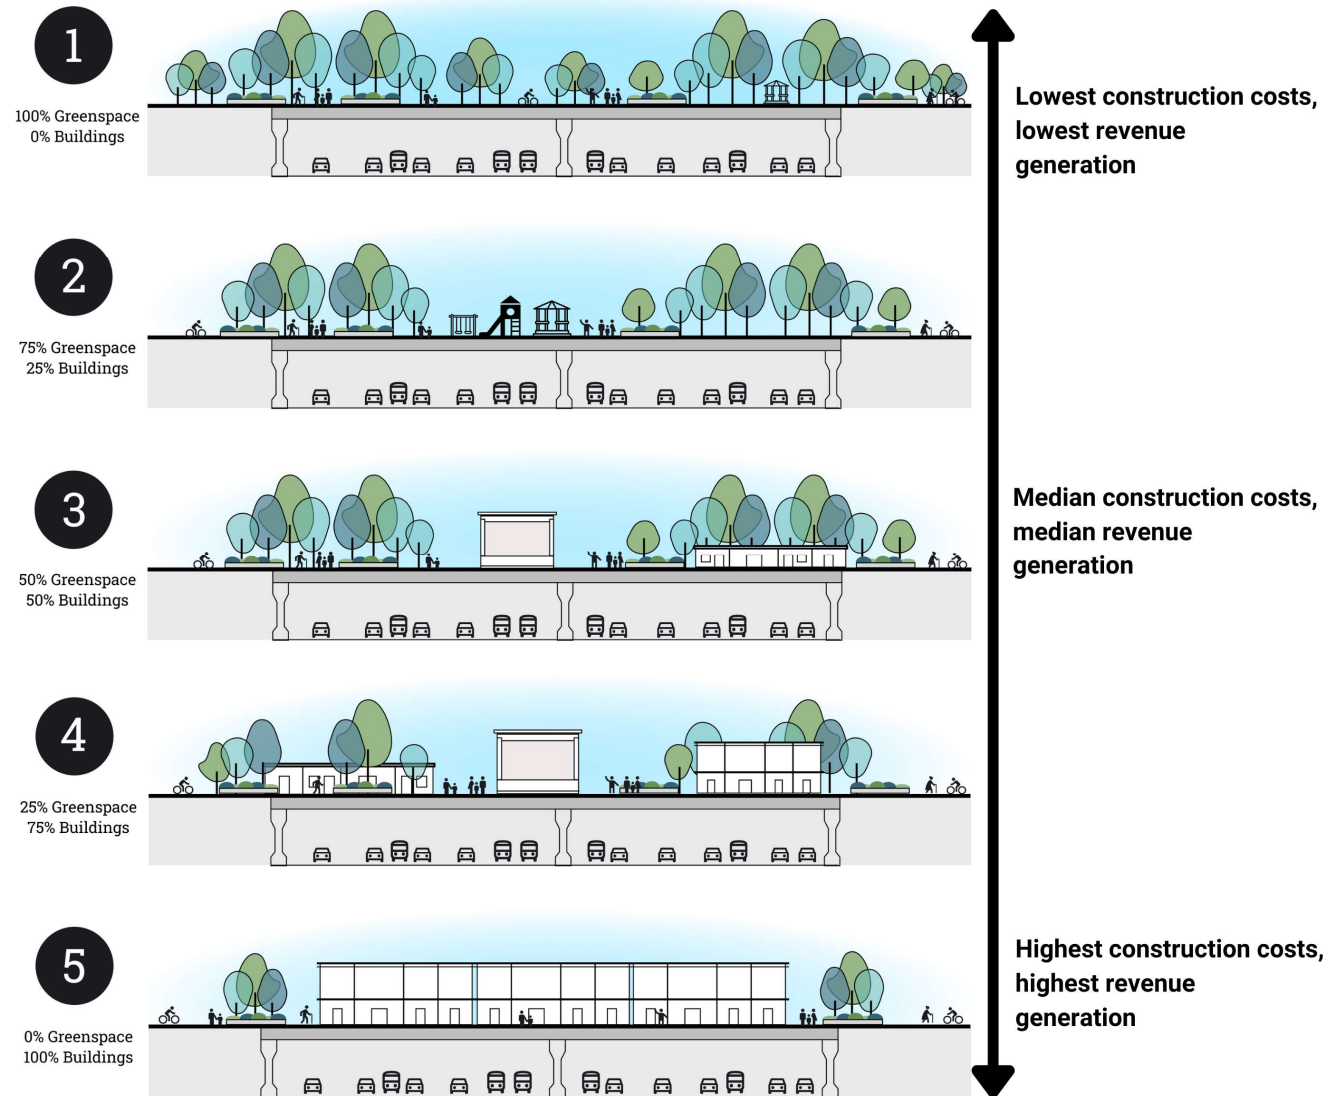 1
100% Greenspace
0% Buildings
Lowest construction costs,
lowest revenue
generation
2
75% Greenspace
25% Buildings
3
50% Greenspace
50% Buildings
Median construction costs,
median revenue
generation
4
25% Greenspace
75% Buildings
5
0% Greenspace
100% Buildings
Highest construction costs,
highest revenue
generation